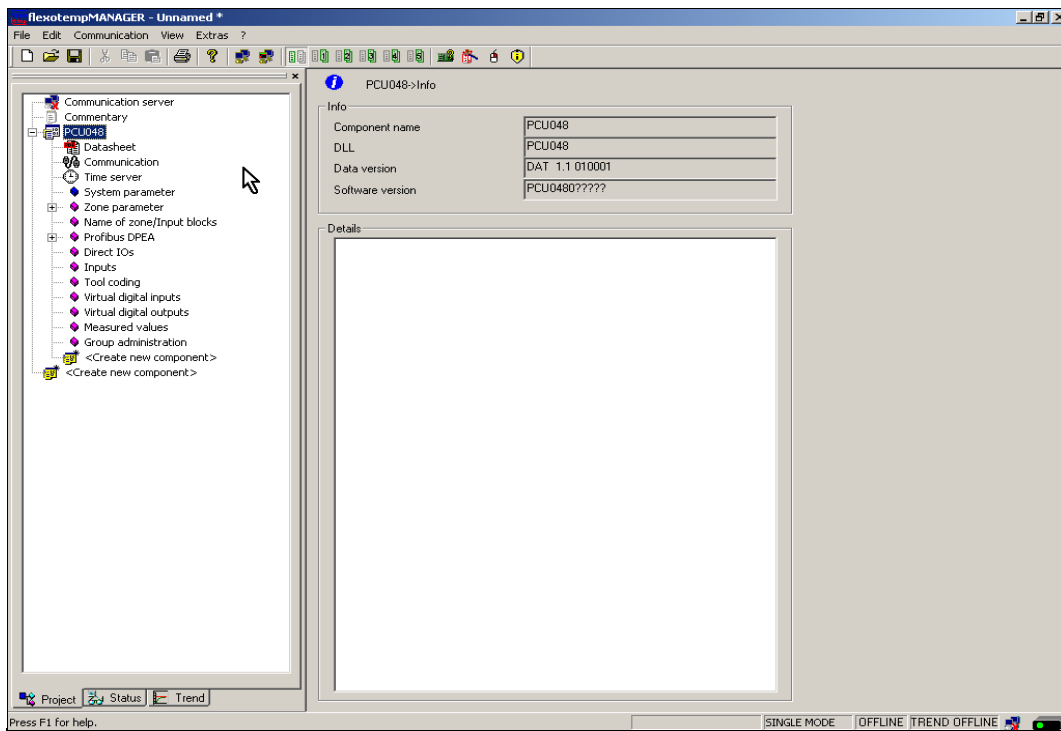 flexotempMANAGER - Unnamed *
File Edit Communication View Extras ?
PCU048->Info
Communication server
Commentary
PCU048
Datasheet
Communication
Time server
System parameter
Zone parameter
Name of zone/Input blocks
Profibus DPEA
Direct IOs
Inputs
Tool coding
Virtual digital inputs
Virtual digital outputs
Measured values
Group administration
<Create new component>
<Create new component>
Info
Component name PCU048
DLL PCU048
Data version DAT 1.1 010001
Software version PCU0480?????
Details
Project Status Trend
Press F1 for help.
SINGLE MODE OFFLINE TREND OFFLINE